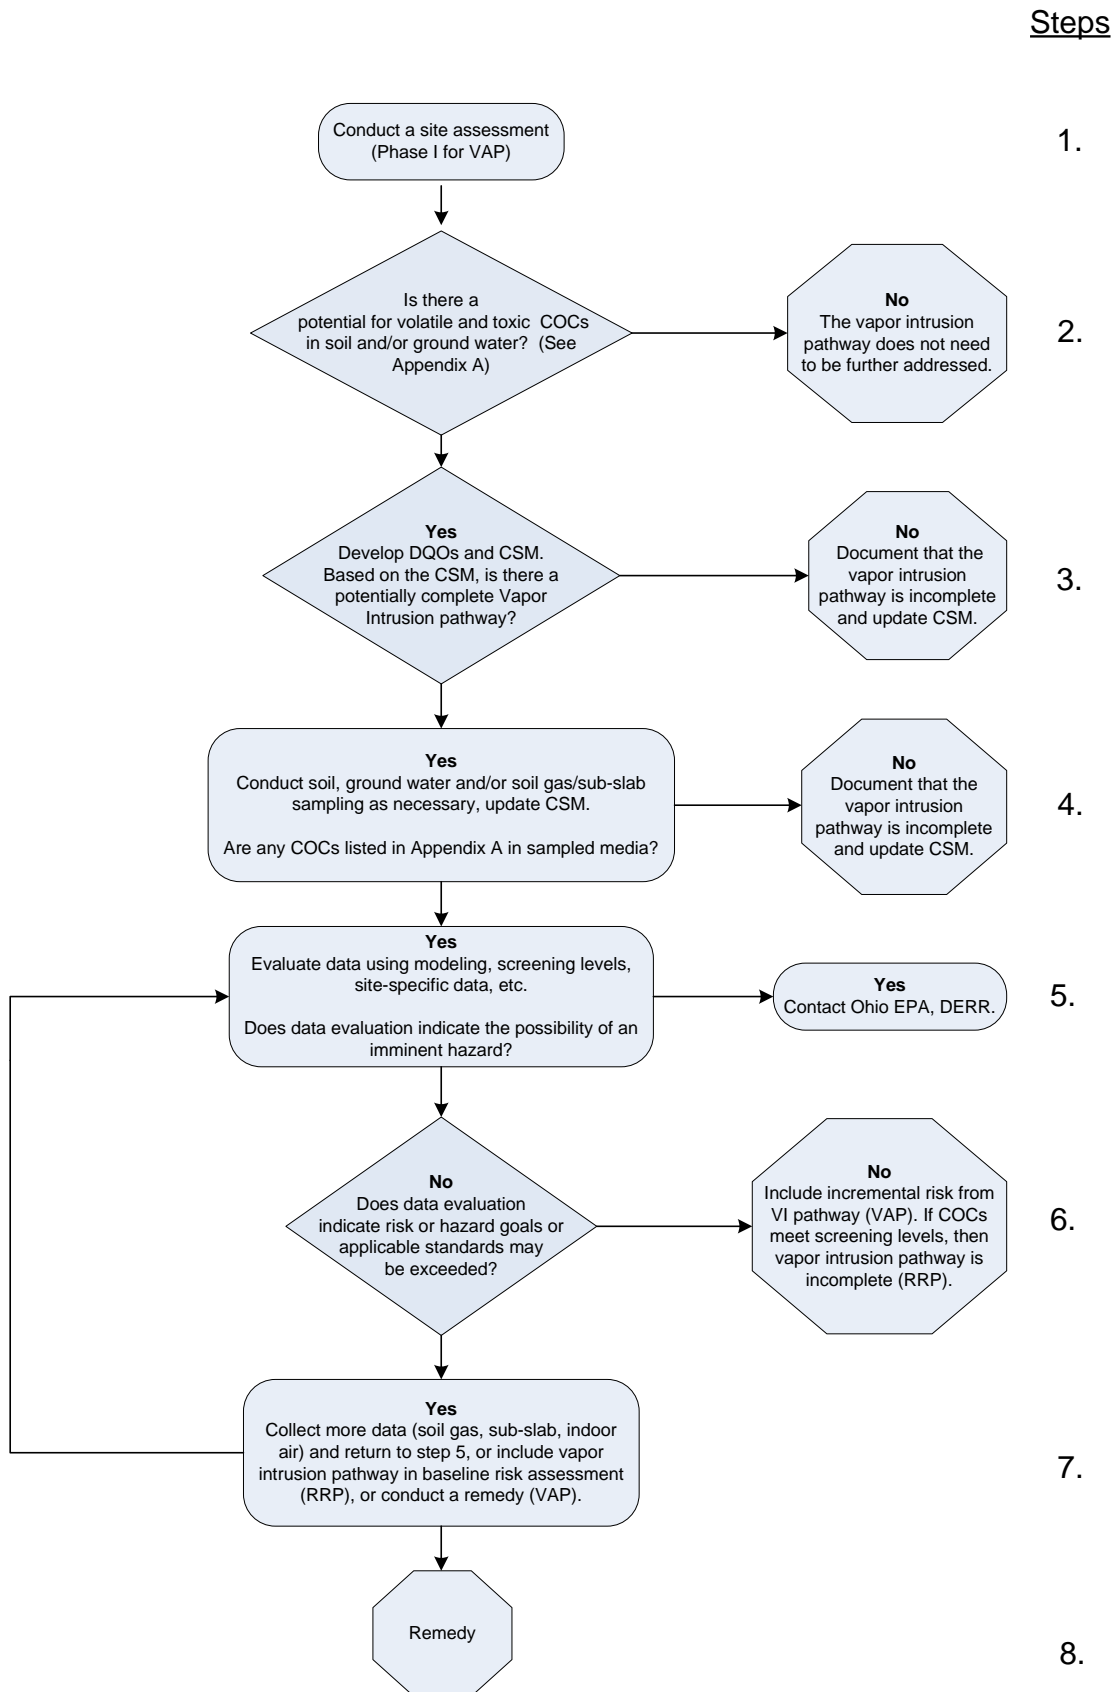 Steps
Conduct a site assessment
(Phase I for VAP)
1.
Is there a
potential for volatile and toxic COCs
in soil and/or ground water? (See
Appendix A)
No
The vapor intrusion
pathway does not need
to be further addressed.
2.
Yes
Develop DQOs and CSM.
Based on the CSM, is there a
potentially complete Vapor
Intrusion pathway?
No
Document that the
vapor intrusion
pathway is incomplete
and update CSM.
3.
Yes
Conduct soil, ground water and/or soil gas/sub-slab
sampling as necessary, update CSM.
Are any COCs listed in Appendix A in sampled media?
No
Document that the
vapor intrusion
pathway is incomplete
and update CSM.
4.
Yes
Evaluate data using modeling, screening levels,
site-specific data, etc.
Does data evaluation indicate the possibility of an
imminent hazard?
Yes
Contact Ohio EPA, DERR.
5.
No
Does data evaluation
indicate risk or hazard goals or
applicable standards may
be exceeded?
No
Include incremental risk from
VI pathway (VAP). If COCs
meet screening levels, then
vapor intrusion pathway is
incomplete (RRP).
6.
Yes
Collect more data (soil gas, sub-slab, indoor
air) and return to step 5, or include vapor
intrusion pathway in baseline risk assessment
(RRP), or conduct a remedy (VAP).
7.
Remedy
8.